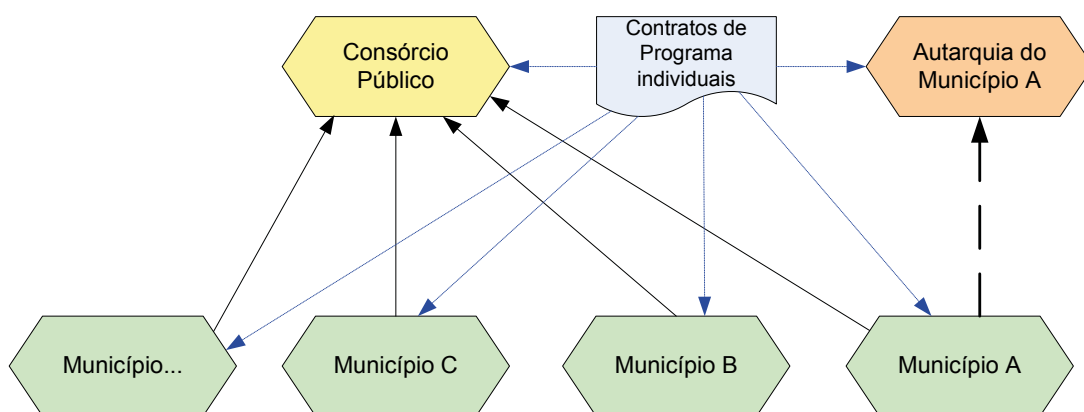 Consórcio
Público
Contratos de
Programa
individuais
Autarquia do
Município A
Município...
Município C
Município B
Município A